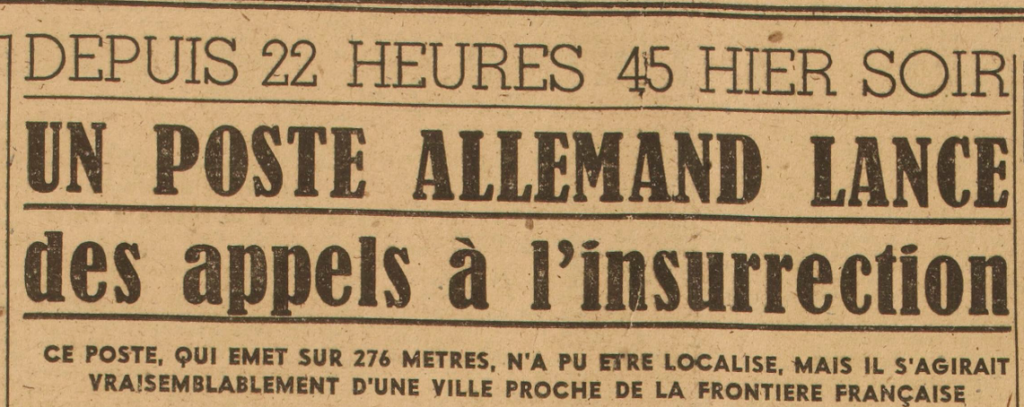 DEPUIS 22 HEURES 45 HIER SOIR
UN POSTE ALLEMAND LANCE
des appels à l'insurrection
CE POSTE, QUI EMET SUR 276 METRES, N'A PU ETRE LOCALISE, MAIS IL S'AGIRAIT
VRAISEMBLABLEMENT D'UNE VILLE PROCHE DE LA FRONTIERE FRANÇAISE